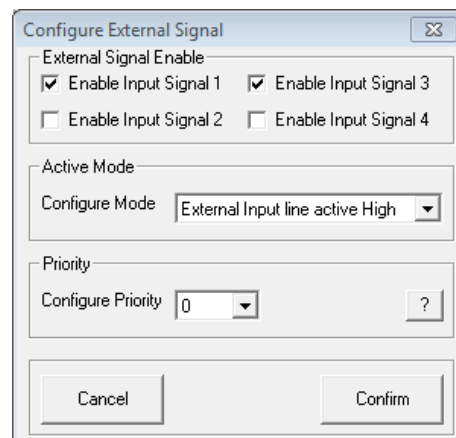 Configure External Signal
External Signal Enable
Enable Input Signal 1 Enable Input Signal 3
Enable Input Signal 2 Enable Input Signal 4
Active Mode
Configure Mode External Input line active High
Priority
Configure Priority 0 ?
Cancel Confirm